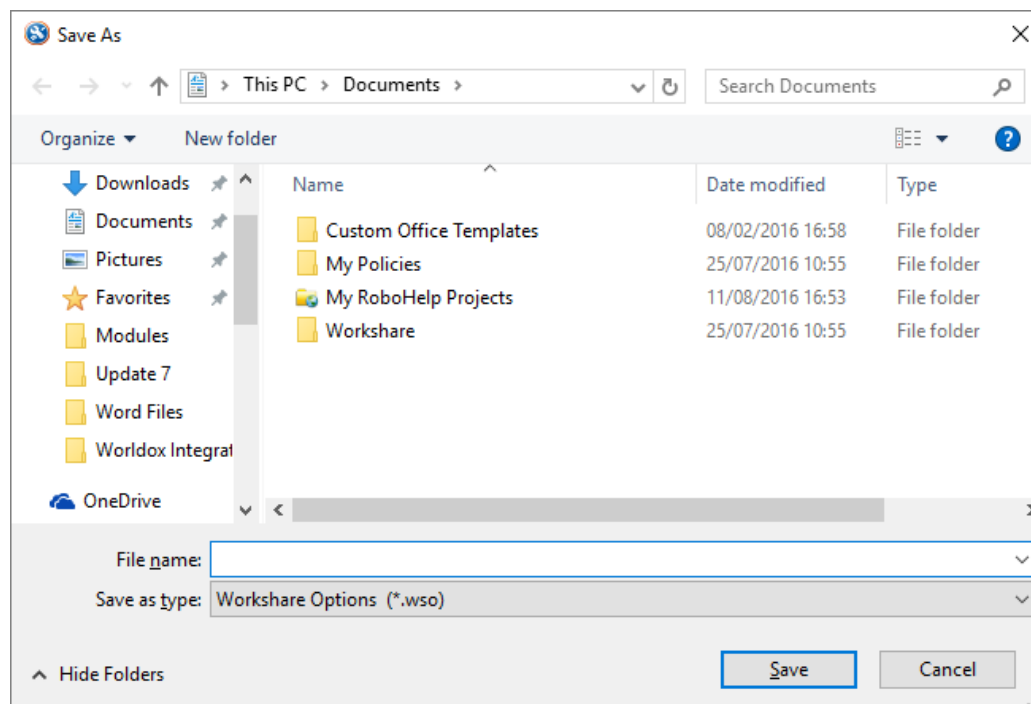 Save As
This PC > Documents >
Search Documents
Organize
New folder
?
Downloads
Documents
Pictures
Favorites
Modules
Update 7
Word Files
Worldox Integrat
OneDrive
Name Date modified Type
Custom Office Templates 08/02/2016 16:58 File folder
My Policies 25/07/2016 10:55 File folder
My RoboHelp Projects 11/08/2016 16:53 File folder
Workshare 25/07/2016 10:55 File folder
File name:
Save as type: Workshare Options (*.wso)
Hide Folders
Save
Cancel